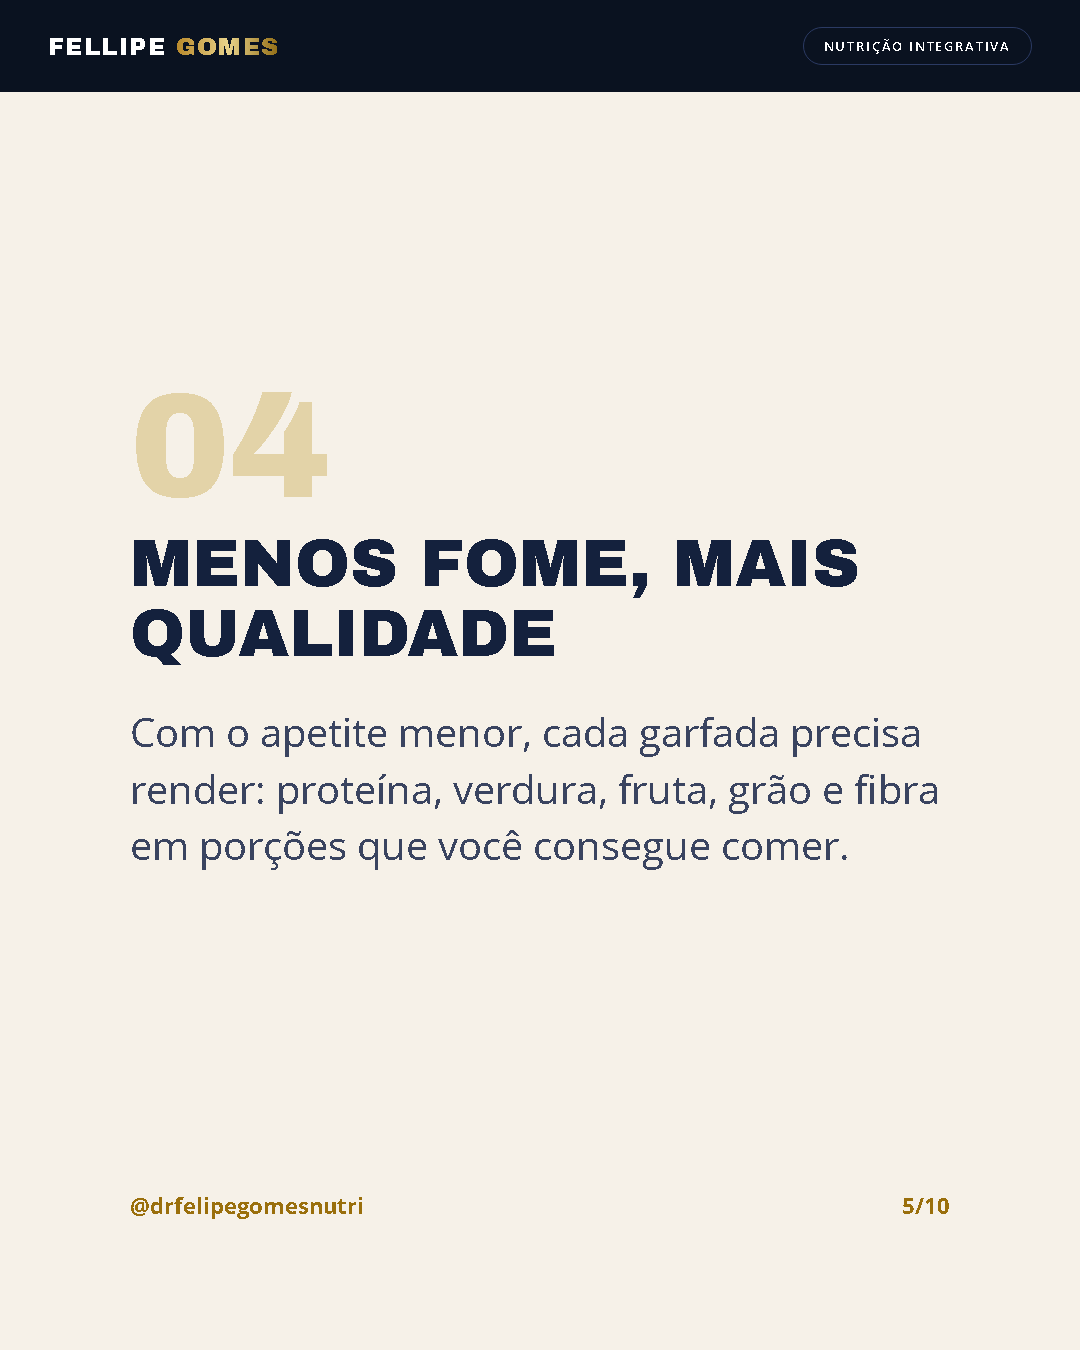 FELLIPE GOMES
NUTRIÇÃO INTEGRATIVA
04
MENOS FOME, MAIS
QUALIDADE
Com o apetite menor, cada garfada precisa
render: proteína, verdura, fruta, grão e fibra
em porções que você consegue comer.
@drfelipegomesnutri
5/10